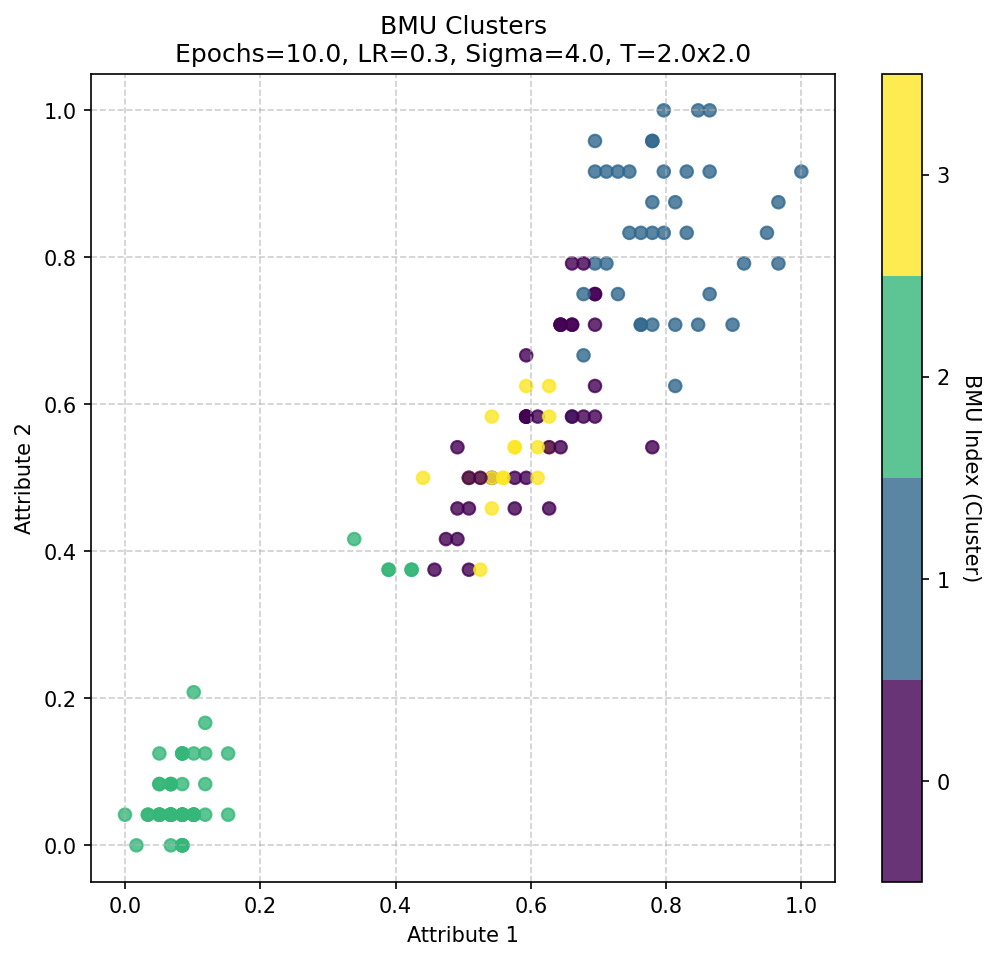 BMU Clusters
Epochs=10.0, LR=0.3, Sigma=4.0, T=2.0x2.0
1.0
0.8
0.6
0.4
0.2
0.0
Attribute 2
0.0 0.2 0.4 0.6 0.8 1.0
Attribute 1
3
2
1
0
BMU Index (Cluster)